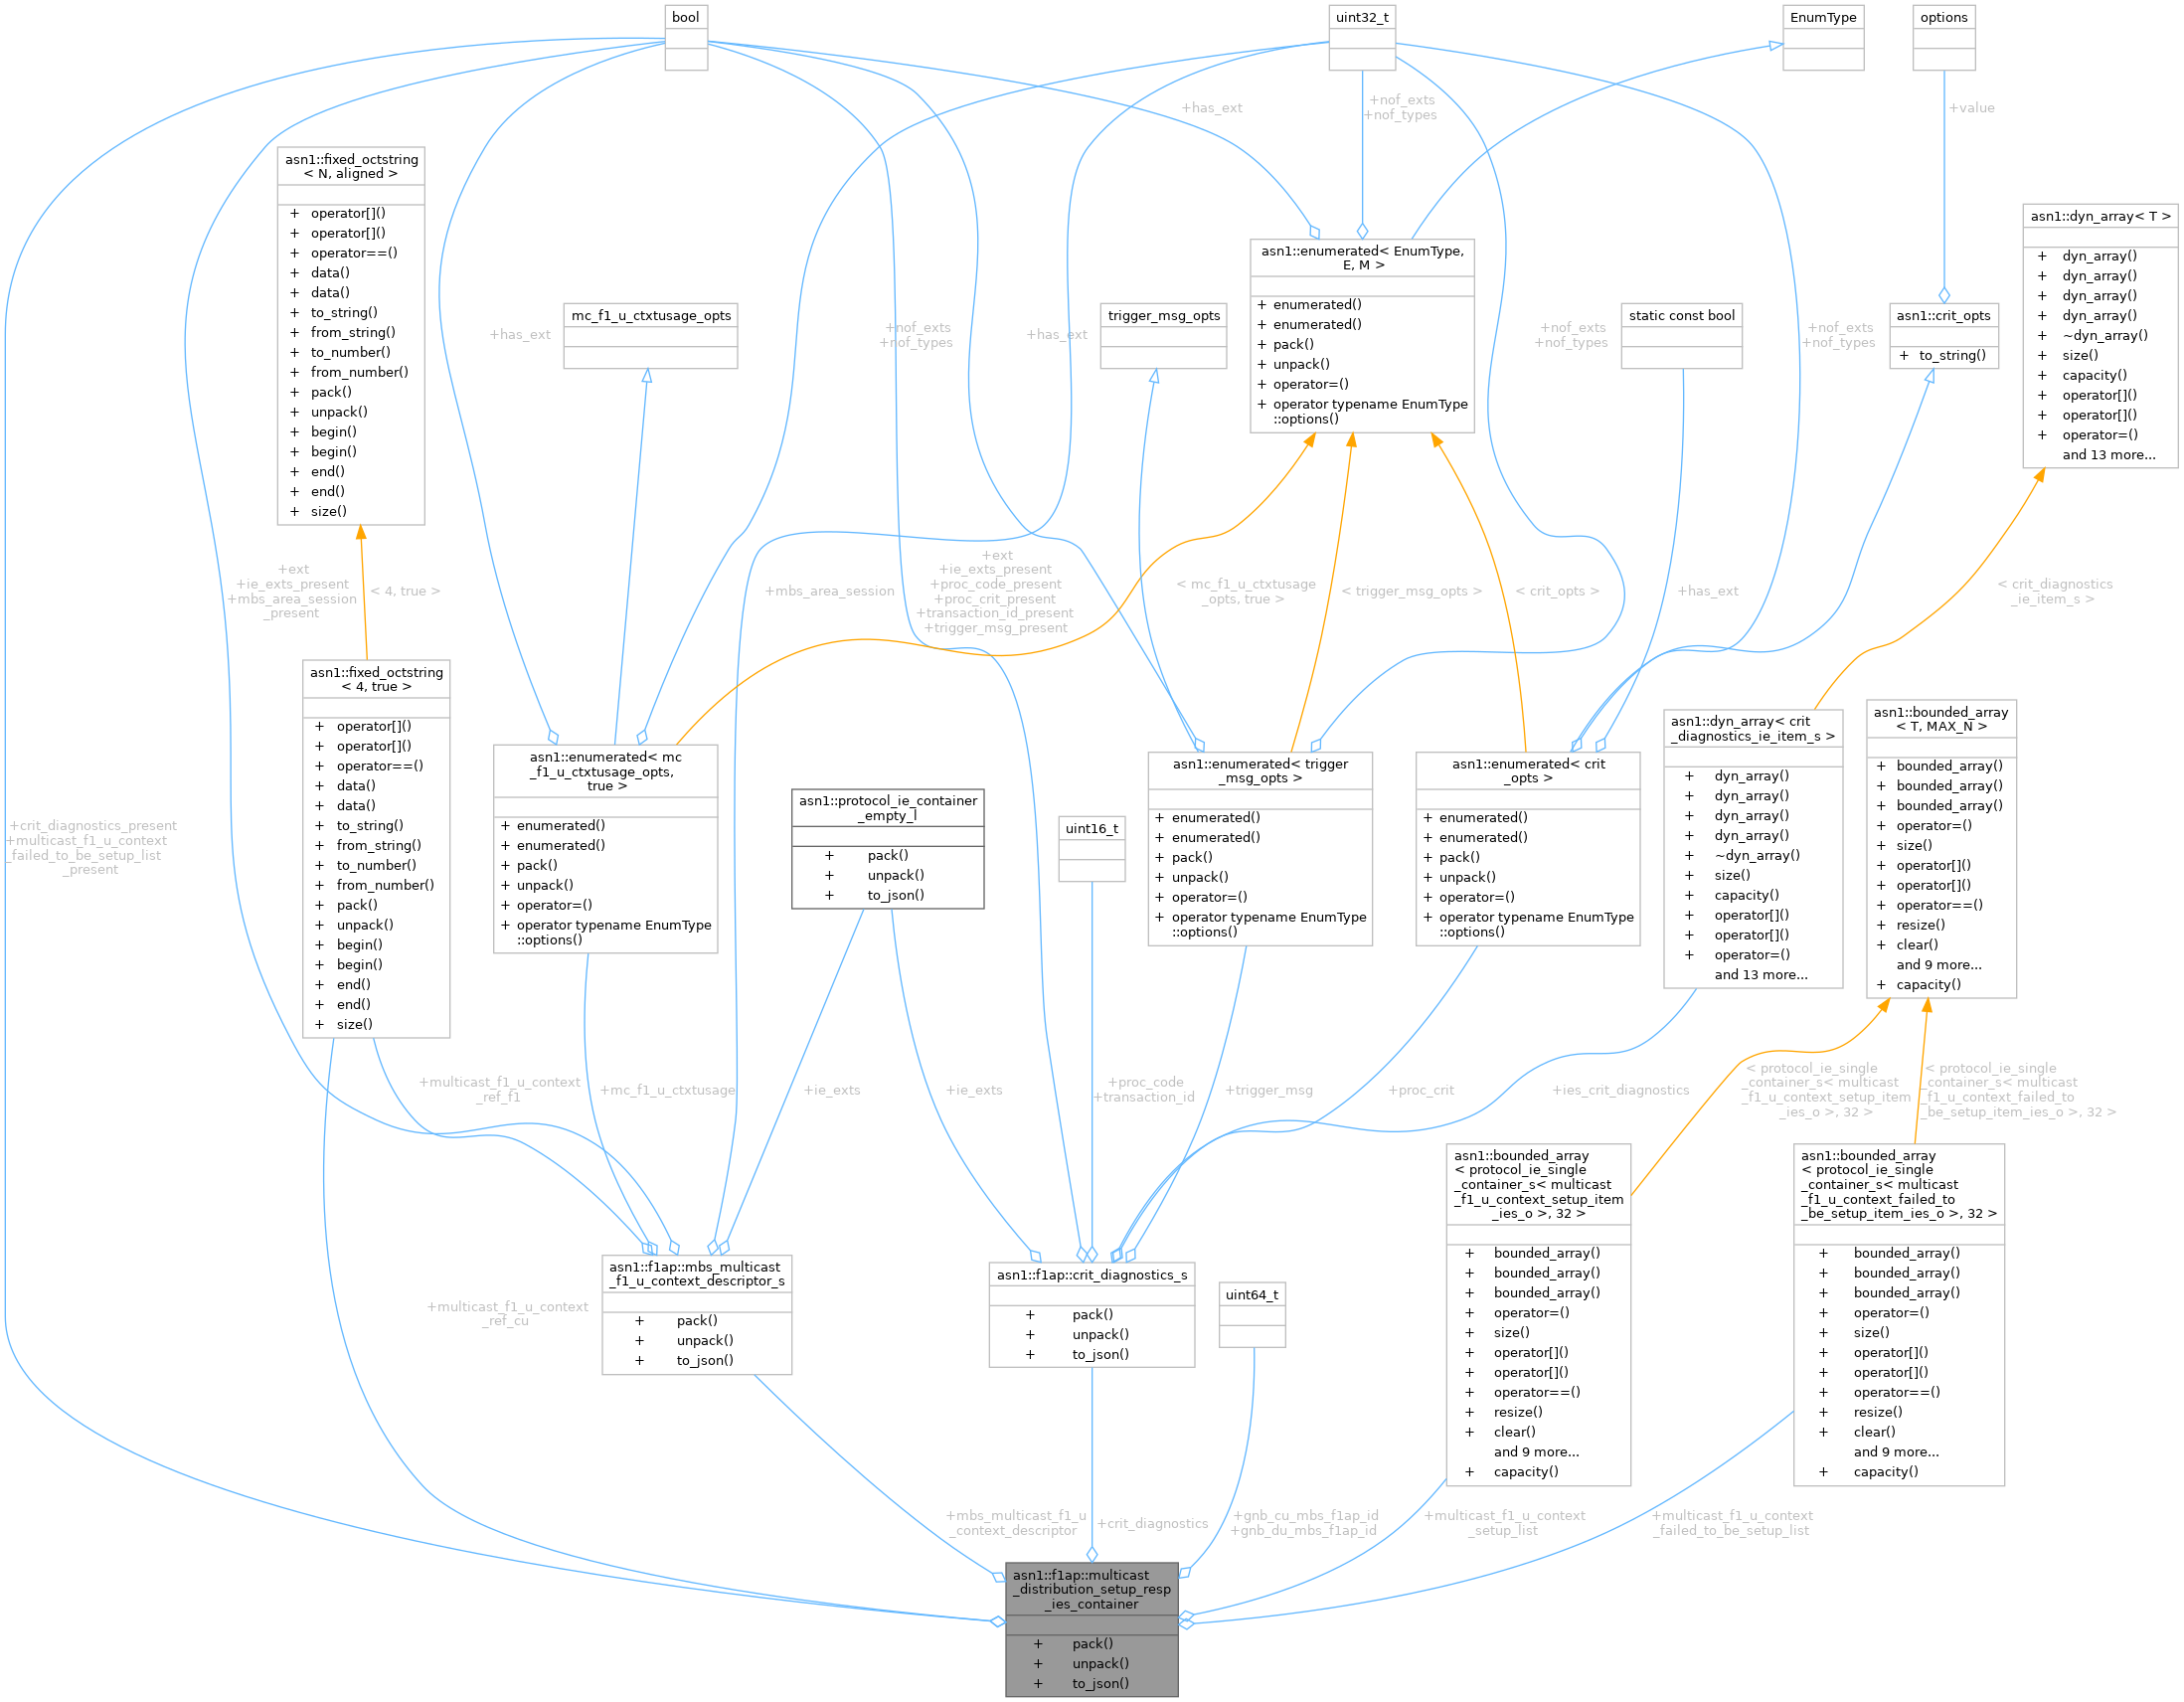 bool
uint32_t
EnumType
options
+has_ext
+nof_exts
+nof_types
+value
asn1::fixed_octstring
< N, aligned >
+ operator[]()
+ operator[]()
+ operator==()
+ data()
+ data()
+ to_string()
+ from_string()
+ to_number()
+ from_number()
+ pack()
+ unpack()
+ begin()
+ begin()
+ end()
+ end()
+ size()
asn1::dyn_array< T >
+ dyn_array()
+ dyn_array()
+ dyn_array()
+ dyn_array()
+ ~dyn_array()
+ size()
+ capacity()
+ operator[]()
+ operator[]()
+ operator=()
and 13 more...
asn1::enumerated< EnumType,
E, M >
+ enumerated()
+ enumerated()
+ pack()
+ unpack()
+ operator=()
+ operator typename EnumType
::options()
+has_ext
mc_f1_u_ctxtusage_opts
+nof_exts
+nof_types
+has_ext
trigger_msg_opts
+nof_exts
+nof_types
static const bool
+nof_exts
+nof_types
asn1::crit_opts
+ to_string()
+ext
+ie_exts_present
+mbs_area_session
_present
< 4, true >
+mbs_area_session
+ext
+ie_exts_present
+proc_code_present
+proc_crit_present
+transaction_id_present
+trigger_msg_present
< mc_f1_u_ctxtusage
_opts, true >
< trigger_msg_opts >
< crit_opts >
+has_ext
< crit_diagnostics
_ie_item_s >
asn1::fixed_octstring
< 4, true >
+ operator[]()
+ operator[]()
+ operator==()
+ data()
+ data()
+ to_string()
+ from_string()
+ to_number()
+ from_number()
+ pack()
+ unpack()
+ begin()
+ begin()
+ end()
+ end()
+ size()
asn1::enumerated< mc
_f1_u_ctxtusage_opts,
true >
+ enumerated()
+ enumerated()
+ pack()
+ unpack()
+ operator=()
+ operator typename EnumType
::options()
asn1::protocol_ie_container
_empty_l
+ pack()
+ unpack()
+ to_json()
uint16_t
asn1::enumerated< trigger
_msg_opts >
+ enumerated()
+ enumerated()
+ pack()
+ unpack()
+ operator=()
+ operator typename EnumType
::options()
asn1::enumerated< crit
_opts >
+ enumerated()
+ enumerated()
+ pack()
+ unpack()
+ operator=()
+ operator typename EnumType
::options()
asn1::dyn_array< crit
_diagnostics_ie_item_s >
+ dyn_array()
+ dyn_array()
+ dyn_array()
+ dyn_array()
+ ~dyn_array()
+ size()
+ capacity()
+ operator[]()
+ operator[]()
+ operator=()
and 13 more...
asn1::bounded_array
< T, MAX_N >
+ bounded_array()
+ bounded_array()
+ bounded_array()
+ operator=()
+ size()
+ operator[]()
+ operator[]()
+ operator==()
+ resize()
+ clear()
and 9 more...
+ capacity()
+crit_diagnostics_present
+multicast_f1_u_context
_failed_to_be_setup_list
_present
+multicast_f1_u_context
_ref_f1
+mc_f1_u_ctxtusage
+ie_exts
+ie_exts
+proc_code
+transaction_id
+trigger_msg
+proc_crit
+ies_crit_diagnostics
< protocol_ie_single
_container_s< multicast
_f1_u_context_setup_item
_ies_o >, 32 >
< protocol_ie_single
_container_s< multicast
_f1_u_context_failed_to
_be_setup_item_ies_o >, 32 >
+multicast_f1_u_context
_ref_cu
asn1::f1ap::mbs_multicast
_f1_u_context_descriptor_s
+ pack()
+ unpack()
+ to_json()
asn1::f1ap::crit_diagnostics_s
+ pack()
+ unpack()
+ to_json()
uint64_t
asn1::bounded_array
< protocol_ie_single
_container_s< multicast
_f1_u_context_setup_item
_ies_o >, 32 >
+ bounded_array()
+ bounded_array()
+ bounded_array()
+ operator=()
+ size()
+ operator[]()
+ operator[]()
+ operator==()
+ resize()
+ clear()
and 9 more...
+ capacity()
asn1::bounded_array
< protocol_ie_single
_container_s< multicast
_f1_u_context_failed_to
_be_setup_item_ies_o >, 32 >
+ bounded_array()
+ bounded_array()
+ bounded_array()
+ operator=()
+ size()
+ operator[]()
+ operator[]()
+ operator==()
+ resize()
+ clear()
and 9 more...
+ capacity()
+mbs_multicast_f1_u
_context_descriptor
+crit_diagnostics
+gnb_cu_mbs_f1ap_id
+gnb_du_mbs_f1ap_id
+multicast_f1_u_context
_setup_list
+multicast_f1_u_context
_failed_to_be_setup_list
asn1::f1ap::multicast
_distribution_setup_resp
_ies_container
+ pack()
+ unpack()
+ to_json()